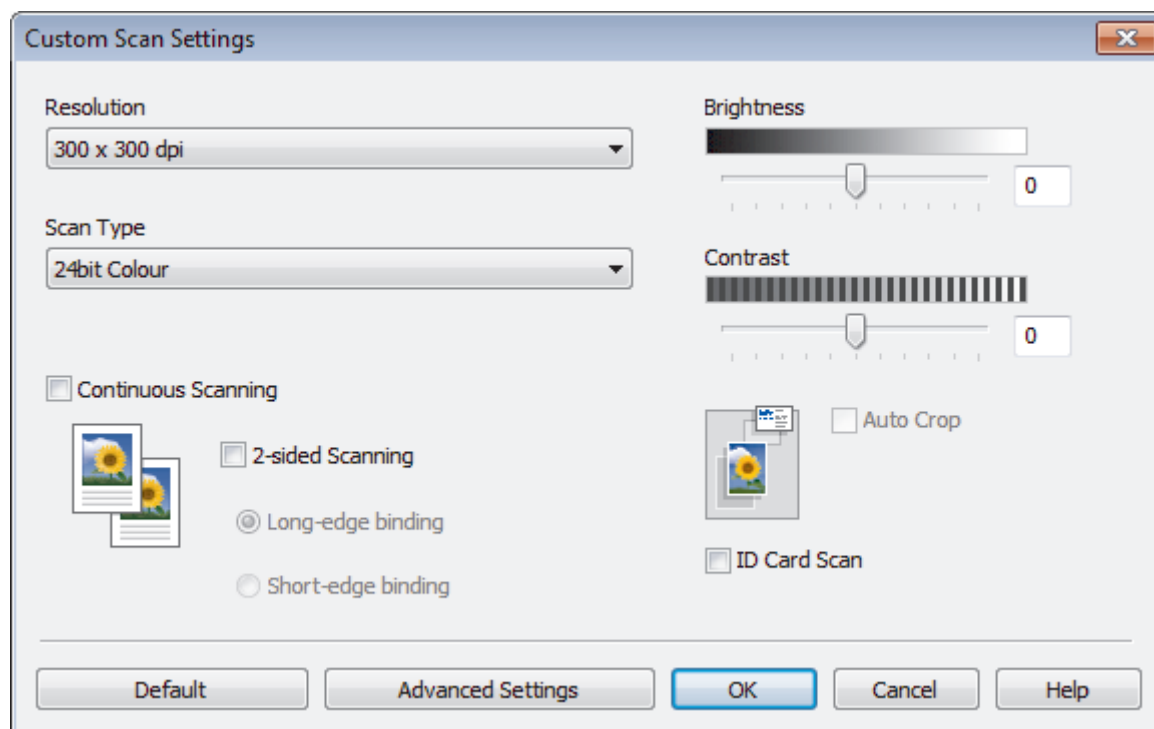 Custom Scan Settings
Resolution
300 x 300 dpi
Scan Type
24bit Colour
Continuous Scanning
2-sided Scanning
Long-edge binding
Short-edge binding
Brightness
0
Contrast
0
Auto Crop
ID Card Scan
Default
Advanced Settings
OK
Cancel
Help